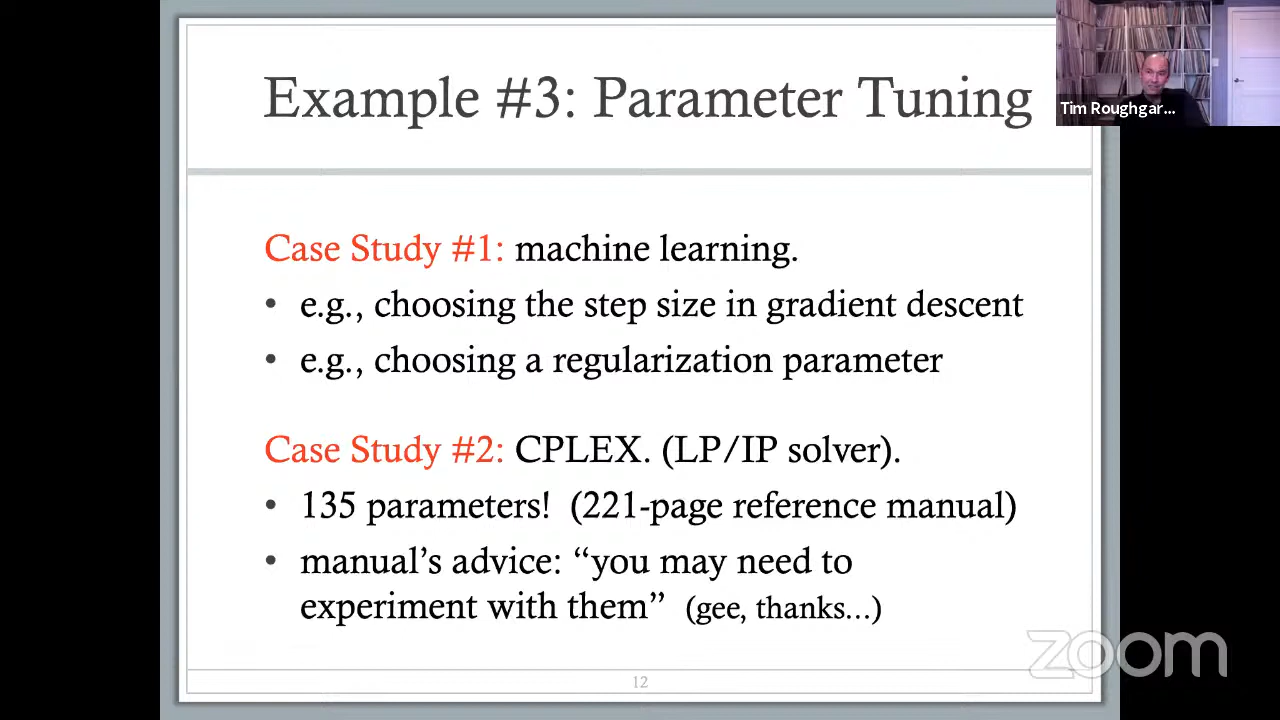 Example #3: Parameter Tuning
Tim Roughgar...
Case Study #1: machine learning.
• e.g., choosing the step size in gradient descent
• e.g., choosing a regularization parameter
Case Study #2: CPLEX. (LP/IP solver).
• 135 parameters! (221-page reference manual)
• manual's advice: “you may need to
experiment with them” (gee, thanks…)
zoom
12